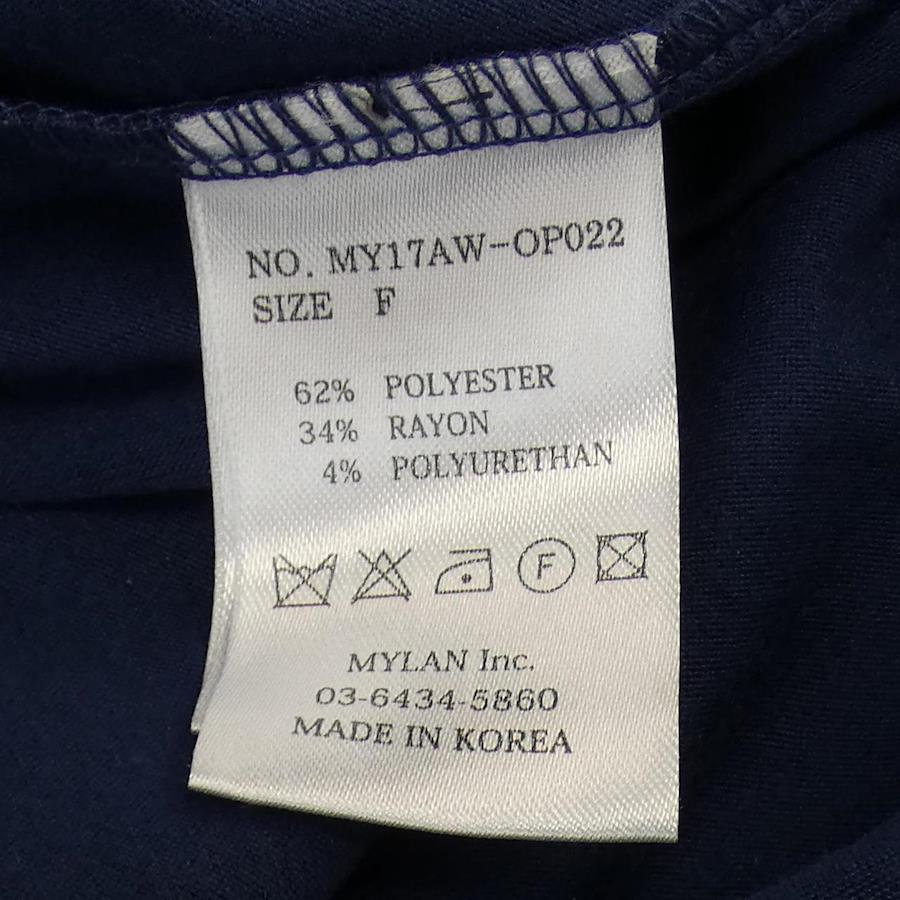 NO. MY17AW-OP022
SIZE F
62% POLYESTER
34% RAYON
4% POLYURETHAN
F
MYLAN Inc.
03-6434-5860
MADE IN KOREA